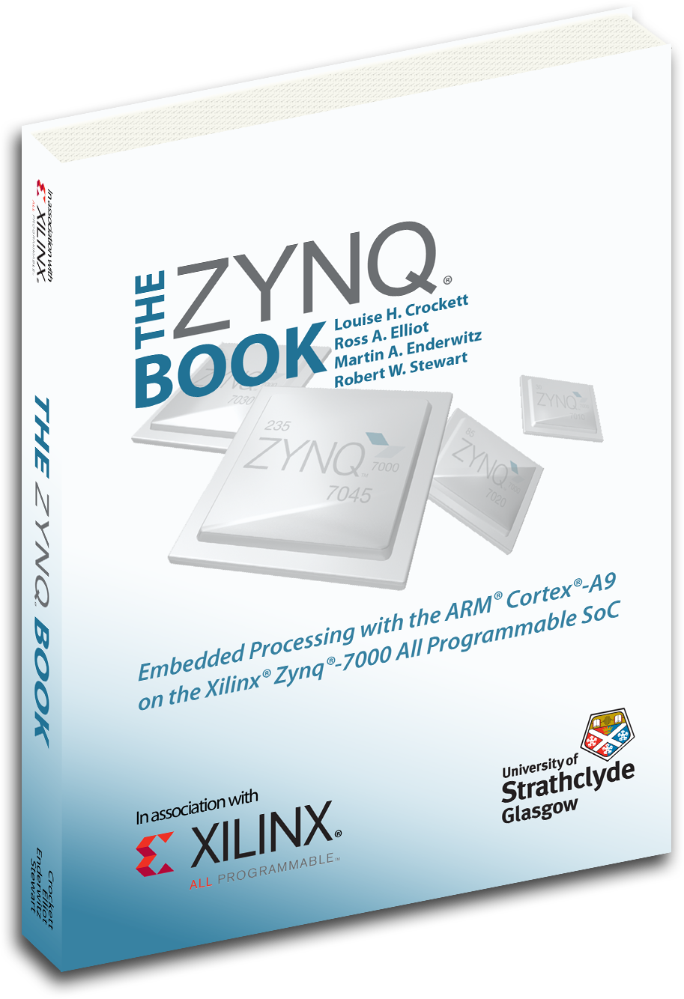 In association with
XILINX®
ALL PROGRAMMABLE™
THE ZYNQ® BOOK
Crockett
Elliot
Enderwitz
Stewart
THE ZYNQ®
BOOK
Louise H. Crockett
Ross A. Elliot
Martin A. Enderwitz
Robert W. Stewart
ZYNQ 7000
7030
235
ZYNQ™ 7000
7045
85
ZYNQ
7020
ZYNQ
7010
Embedded Processing with the ARM® Cortex®-A9
on the Xilinx® Zynq®-7000 All Programmable SoC
University of
Strathclyde
Glasgow
In association with
XILINX®
ALL PROGRAMMABLE™